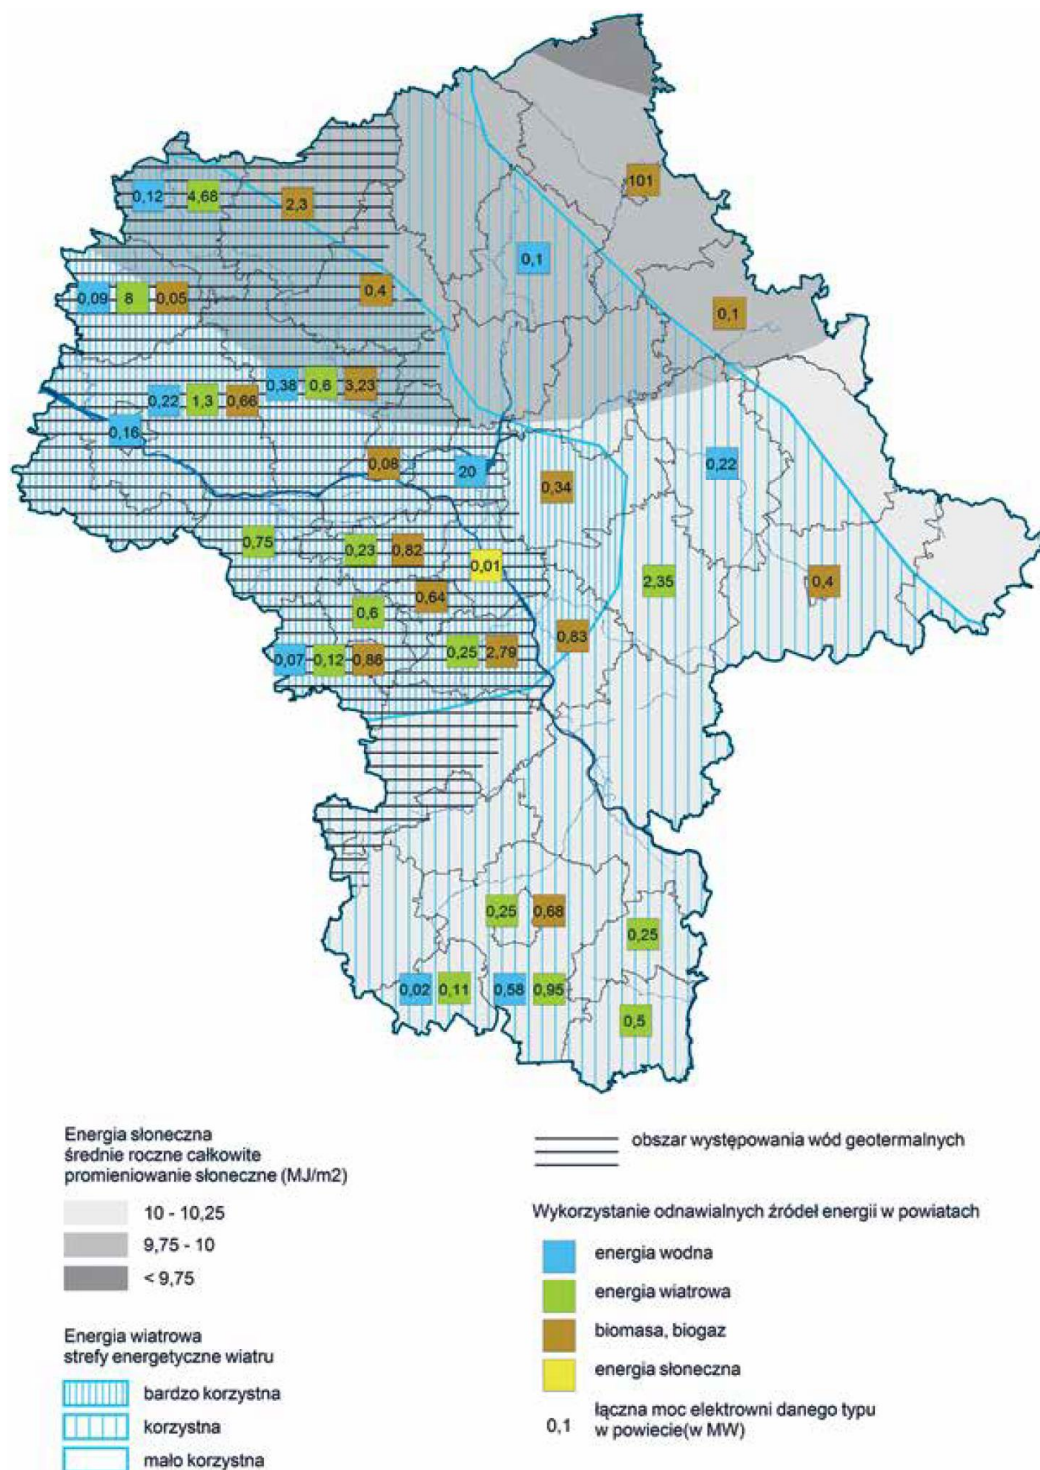 101
0,12 4,68 2,3
0,1
0,09 8 0,05 0,4
0,1
0,38 0,6 3,23
0,22 1,3 0,66
0,16
0,08 20 0,22
0,34
0,75 0,23 0,82
0,01
0,64 2,35 0,4
0,6
0,83
0,07 0,12 0,86 0,25 2,79
0,25 0,68
0,25
0,02 0,11 0,58 0,95
0,5
Energia słoneczna
średnie roczne całkowite
promieniowanie słoneczne (MJ/m2)
10 - 10,25
9,75 - 10
< 9,75
Energia wiatrowa
strefy energetyczne wiatru
bardzo korzystna
korzystna
mało korzystna
obszar występowania wód geotermalnych
Wykorzystanie odnawialnych źródeł energii w powiatach
energia wodna
energia wiatrowa
biomasa, biogaz
energia słoneczna
0,1 łączna moc elektrowni danego typu
w powiecie(w MW)